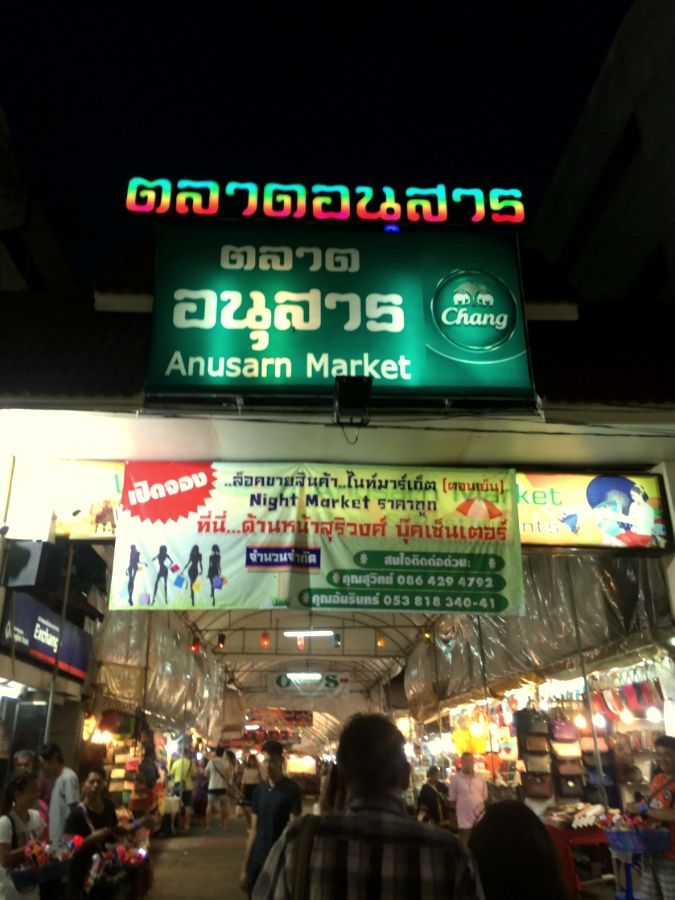 ตลาดอนุสาร
ตลาด
อนุสาร
Anusarn Market
Chang
เปิดจอง
..ล็อคขายสินค้า..ไนท์มาร์เก็ต (ตอนเย็น)
Night Market ราคาถูก
ที่นี่...ด้านหน้าสุริวงศ์ บุ๊คเซ็นเตอร์
จำนวนจำกัด
สนใจติดต่อด่วน:
คุณสุวิทย์ 086 429 4792
คุณอัมรินทร์ 053 818 340-41
Market
Exchange